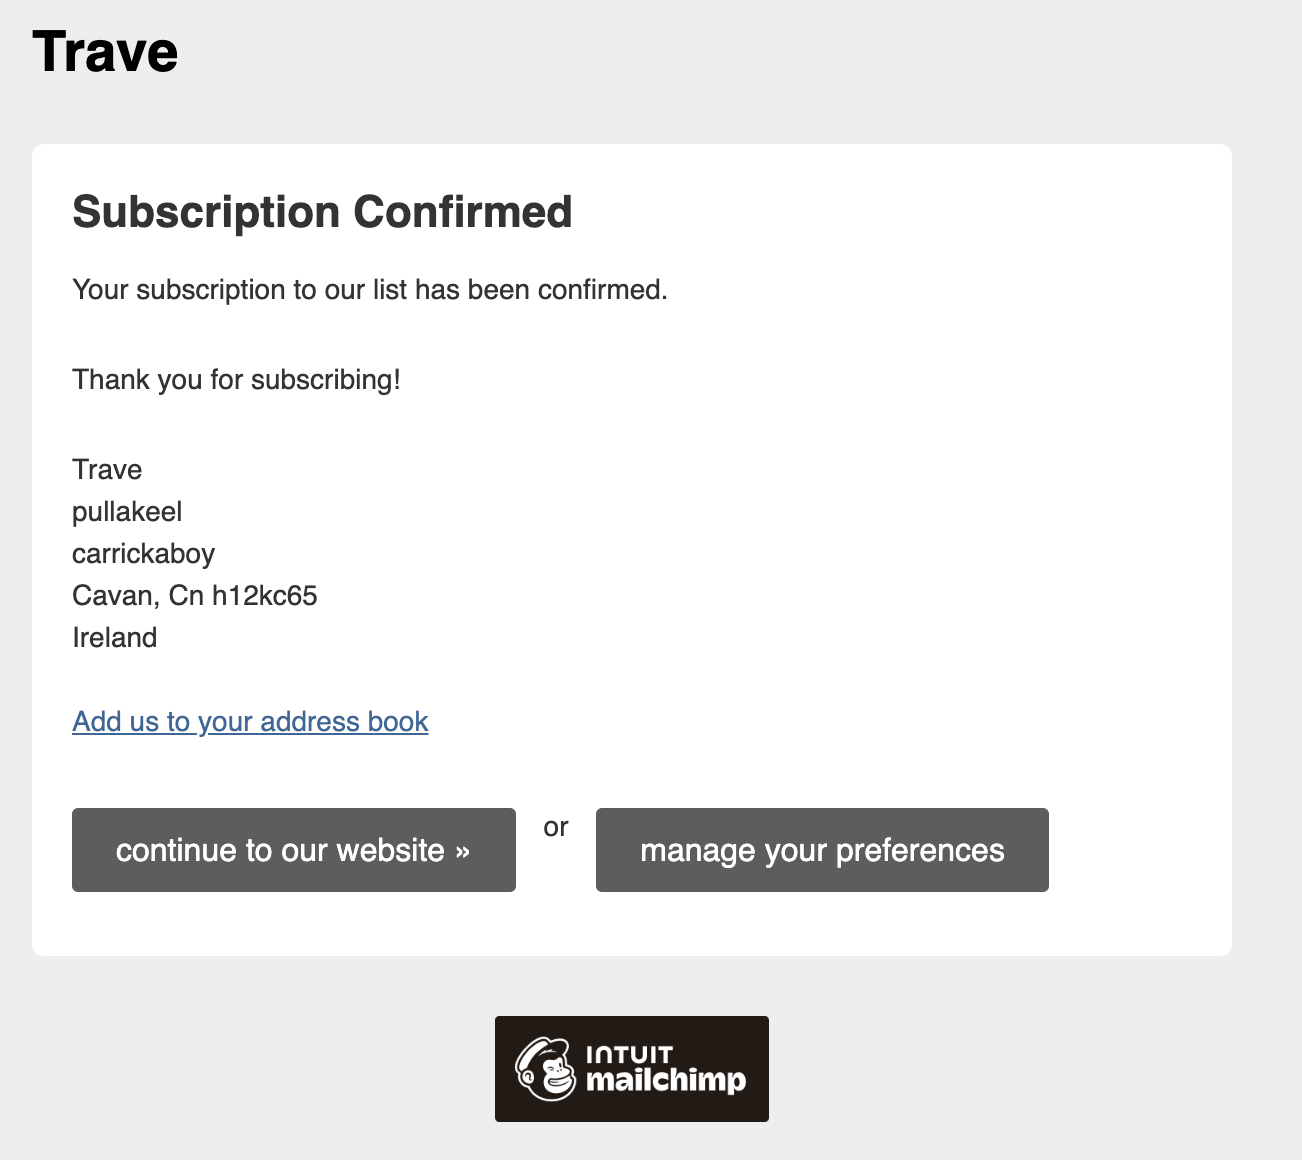 Trave
Subscription Confirmed
Your subscription to our list has been confirmed.
Thank you for subscribing!
Trave
pullakeel
carrickaboy
Cavan, Cn h12kc65
Ireland
Add us to your address book
continue to our website »
or
manage your preferences
INTUIT
mailchimp